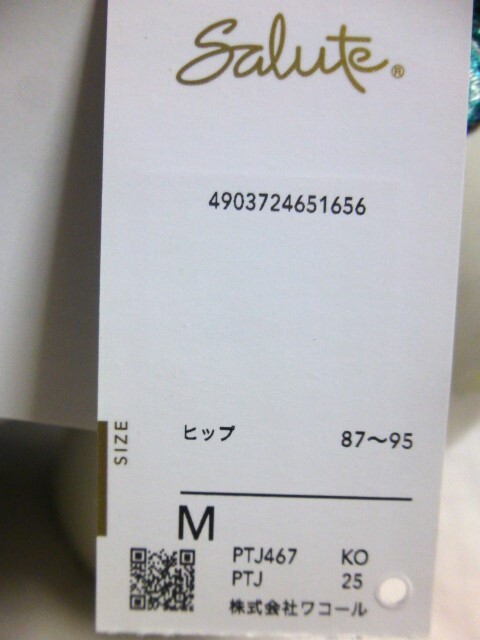 Salute®
4903724651656
SIZE
ヒップ 87～95
M
PTJ467 KO
PTJ 25
株式会社ワコール